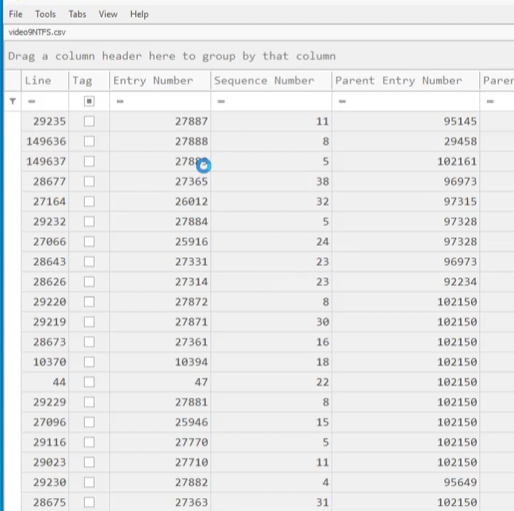 File Tools Tabs View Help
video9NTFS.csv
Drag a column header here to group by that column
Line Tag Entry Number Sequence Number Parent Entry Number
= = = = =
29235 27887 11 95145
149636 27888 8 29458
149637 5 102161
28677 27365 38 96973
27164 26012 32 97315
29232 27884 5 97328
27066 25916 24 97328
28643 27331 23 96973
28626 27314 23 92234
29220 27872 8 102150
29219 27871 30 102150
28673 27361 16 102150
10370 10394 18 102150
44 47 22 102150
29229 27881 8 102150
27096 25946 15 102150
29116 27770 5 102150
29023 27710 11 102150
29230 27882 4 95649
28675 27363 31 102150